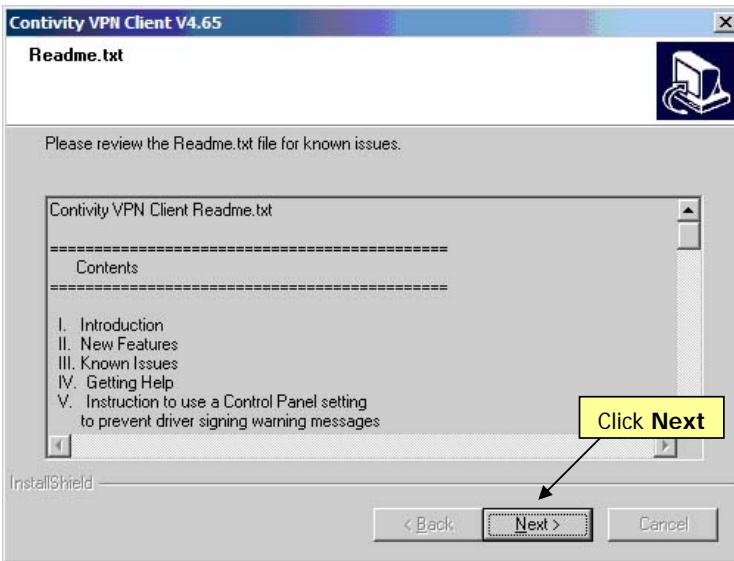 Contivity VPN Client V4.65
Readme.txt
Please review the Readme.txt file for known issues.
Contivity VPN Client Readme.txt
==============================================
Contents
==============================================
I. Introduction
II. New Features
III. Known Issues
IV. Getting Help
V. Instruction to use a Control Panel setting
to prevent driver signing warning messages
Click Next
InstallShield
< Back
Next >
Cancel